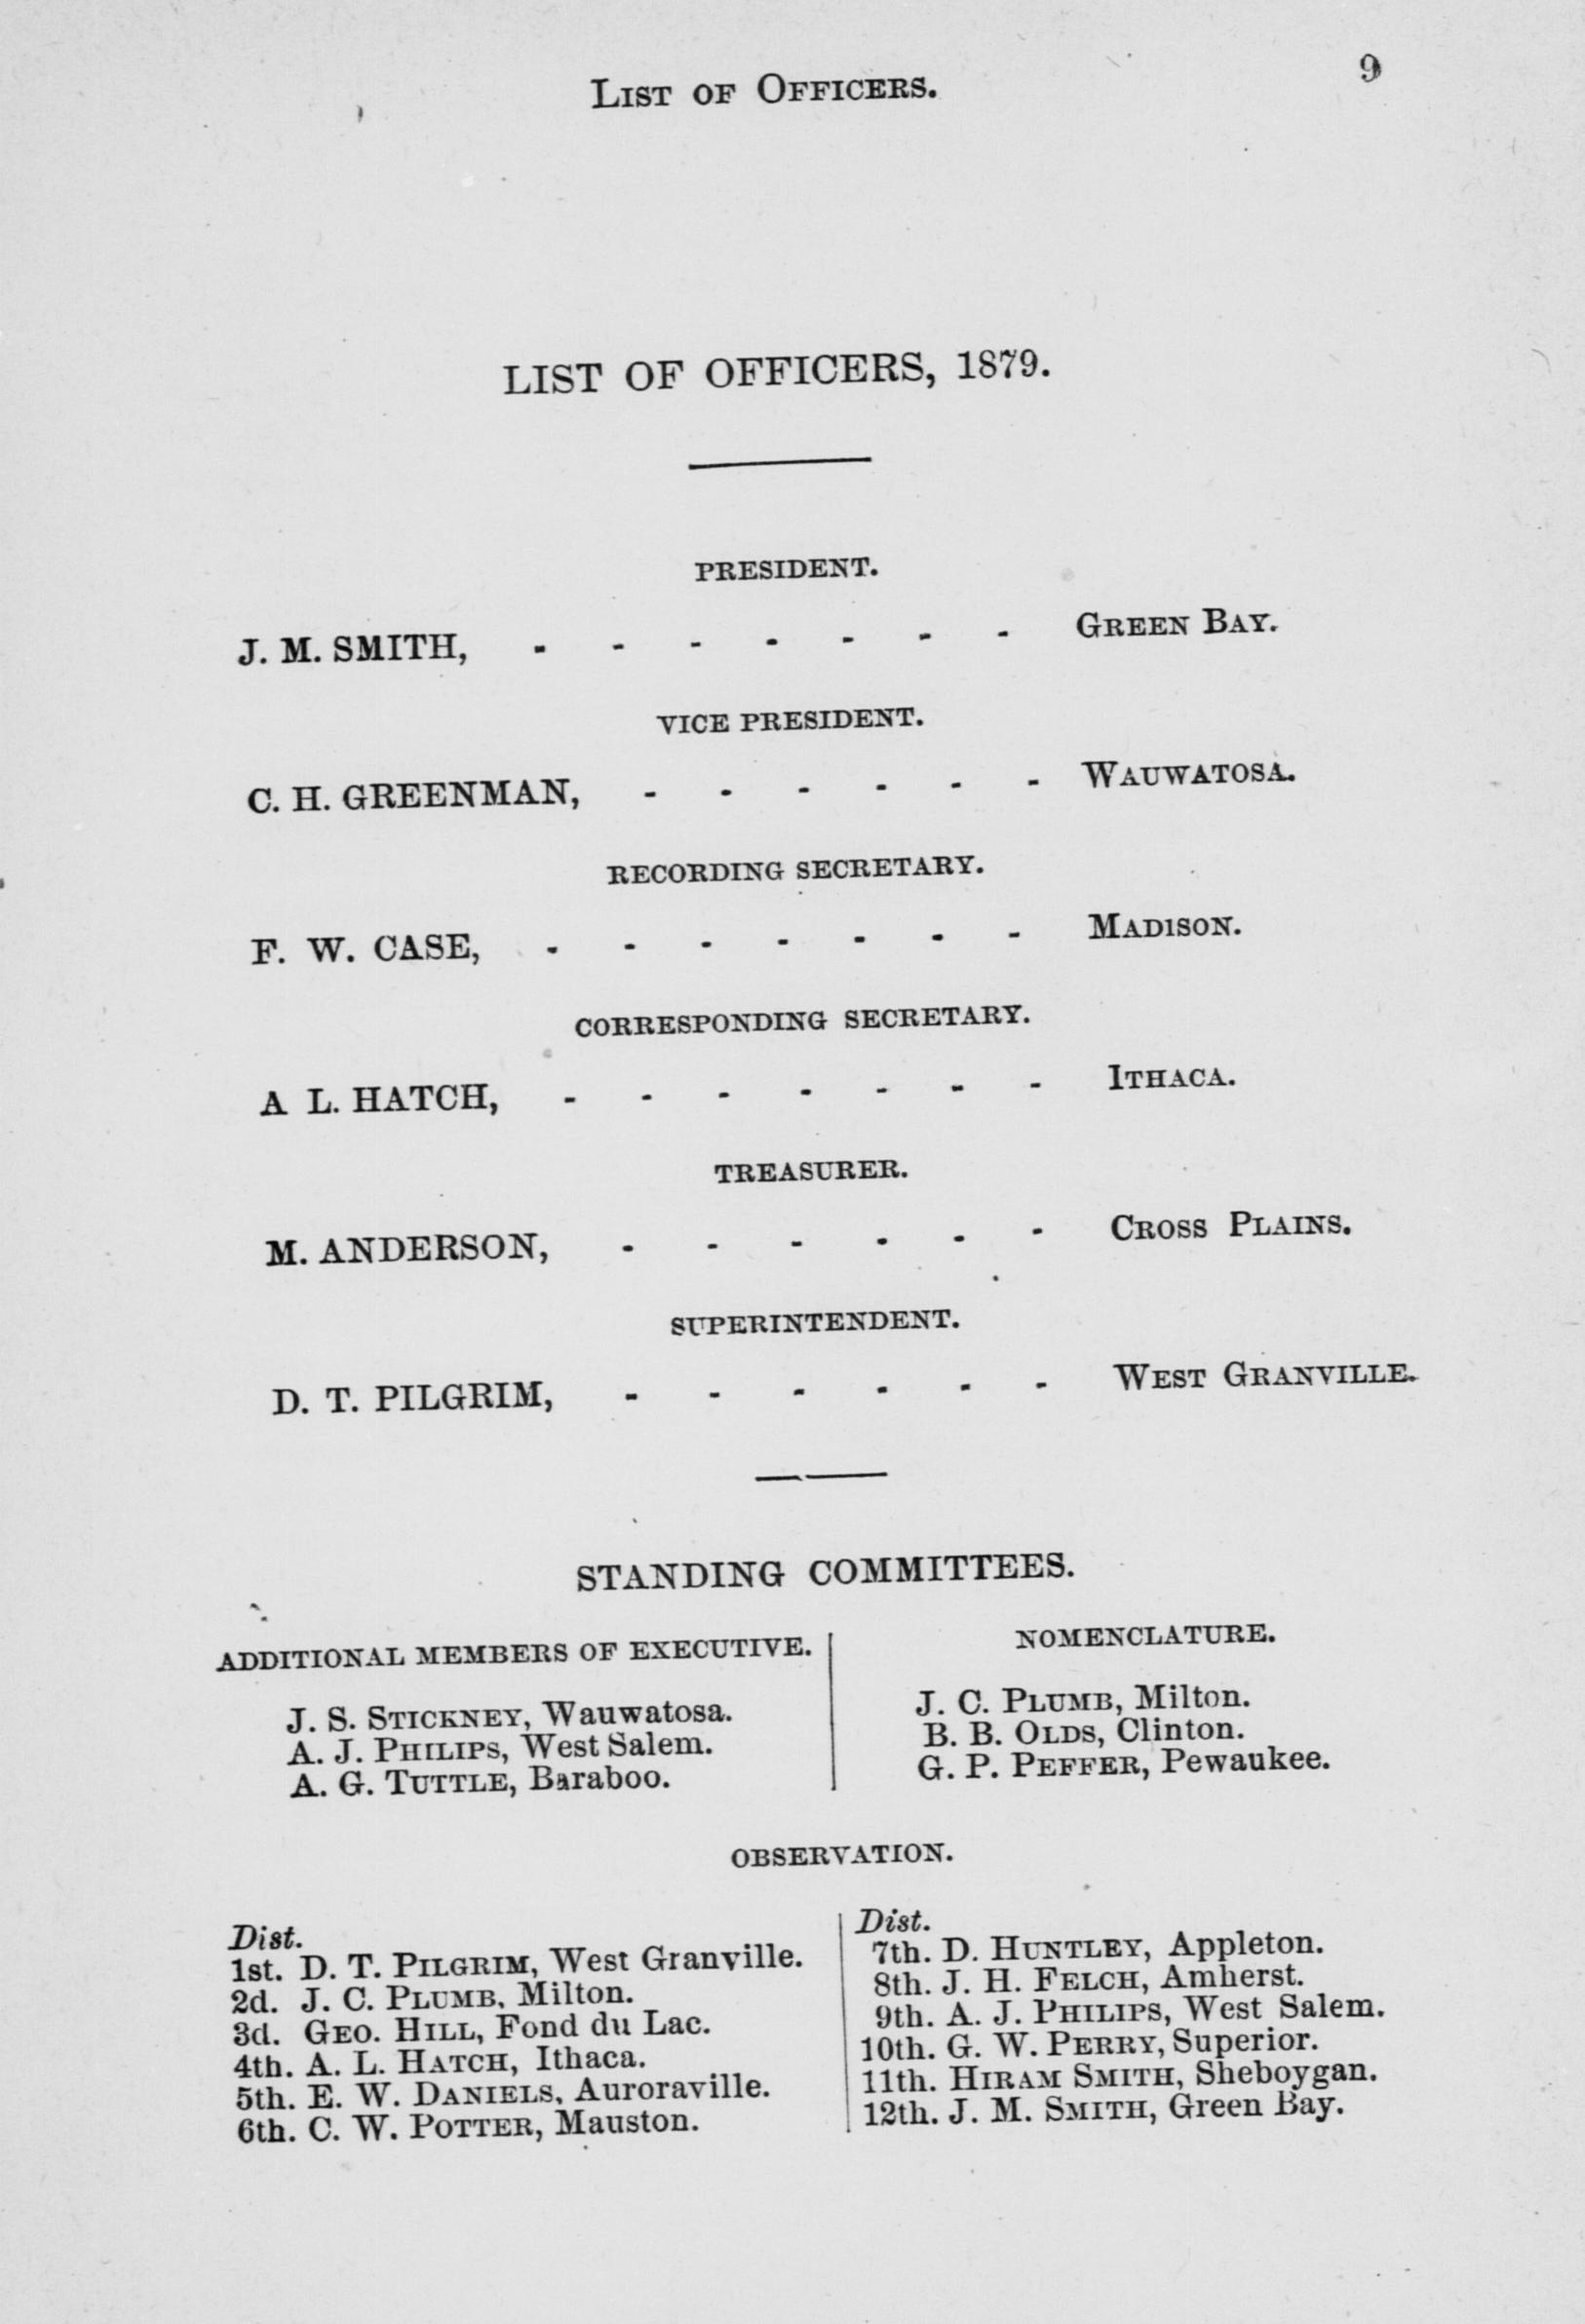 List of Officers. 9
LIST OF OFFICERS, 1879.
PRESIDENT.
J. M. SMITH, - - - - - - - Green Bay.
VICE PRESIDENT.
C. H. GREENMAN, - - - - - - Wauwatosa.
RECORDING SECRETARY.
F. W. CASE, - - - - - - - Madison.
CORRESPONDING SECRETARY.
A L. HATCH, - - - - - - - Ithaca.
TREASURER.
M. ANDERSON, - - - - - - Cross Plains.
SUPERINTENDENT.
D. T. PILGRIM, - - - - - - West Granville.
STANDING COMMITTEES.
ADDITIONAL MEMBERS OF EXECUTIVE.
J. S. Stickney, Wauwatosa.
A. J. Philips, West Salem.
A. G. Tuttle, Baraboo.
NOMENCLATURE.
J. C. Plumb, Milton.
B. B. Olds, Clinton.
G. P. Peffer, Pewaukee.
OBSERVATION.
Dist.
1st. D. T. Pilgrim, West Granville.
2d. J. C. Plumb, Milton.
3d. Geo. Hill, Fond du Lac.
4th. A. L. Hatch, Ithaca.
5th. E. W. Daniels, Auroraville.
6th. C. W. Potter, Mauston.
Dist.
7th. D. Huntley, Appleton.
8th. J. H. Felch, Amherst.
9th. A. J. Philips, West Salem.
10th. G. W. Perry, Superior.
11th. Hiram Smith, Sheboygan.
12th. J. M. Smith, Green Bay.